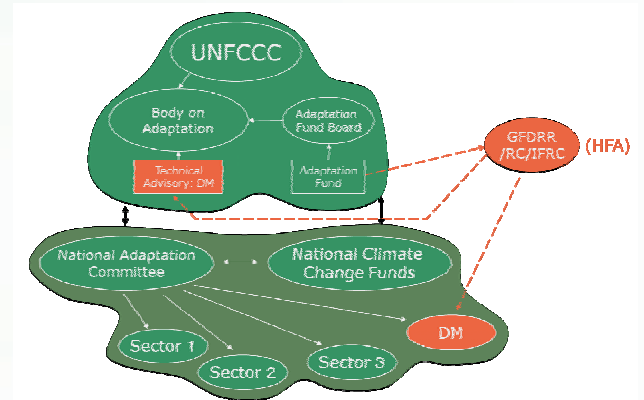 UNFCCC
Body on
Adaptation
Adaptation
Fund Board
Technical
Advisory: DM
Adaptation
Fund
GFDRR
/RC/IFRC
(HFA)
National Adaptation
Committee
National Climate
Change Funds
DM
Sector 1
Sector 2
Sector 3